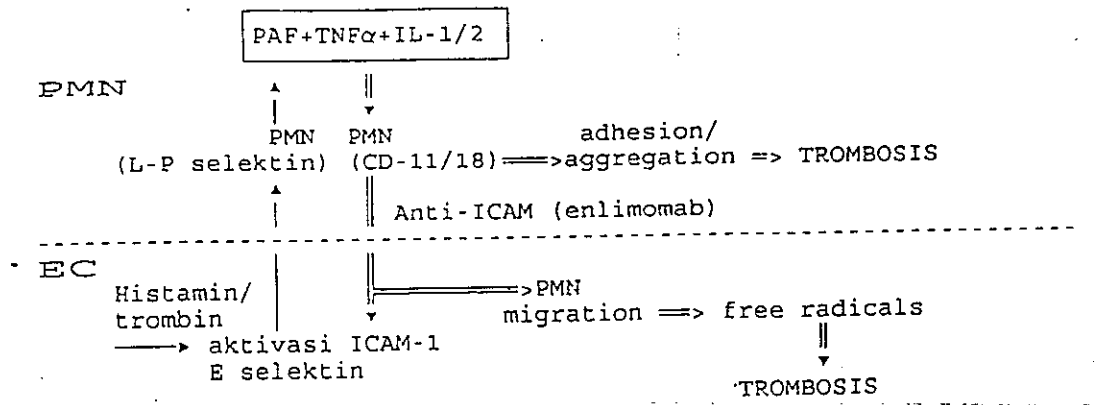 PAF+TNFα+IL-1/2
PMN
PMN PMN
(L-P selektin) (CD-11/18) ==>adhesion/aggregation => TROMBOSIS
Anti-ICAM (enlimomab)
EC
Histamin/
trombin
=>PMN
migration ==> free radicals
aktivasi ICAM-1
E selektin
TROMBOSIS